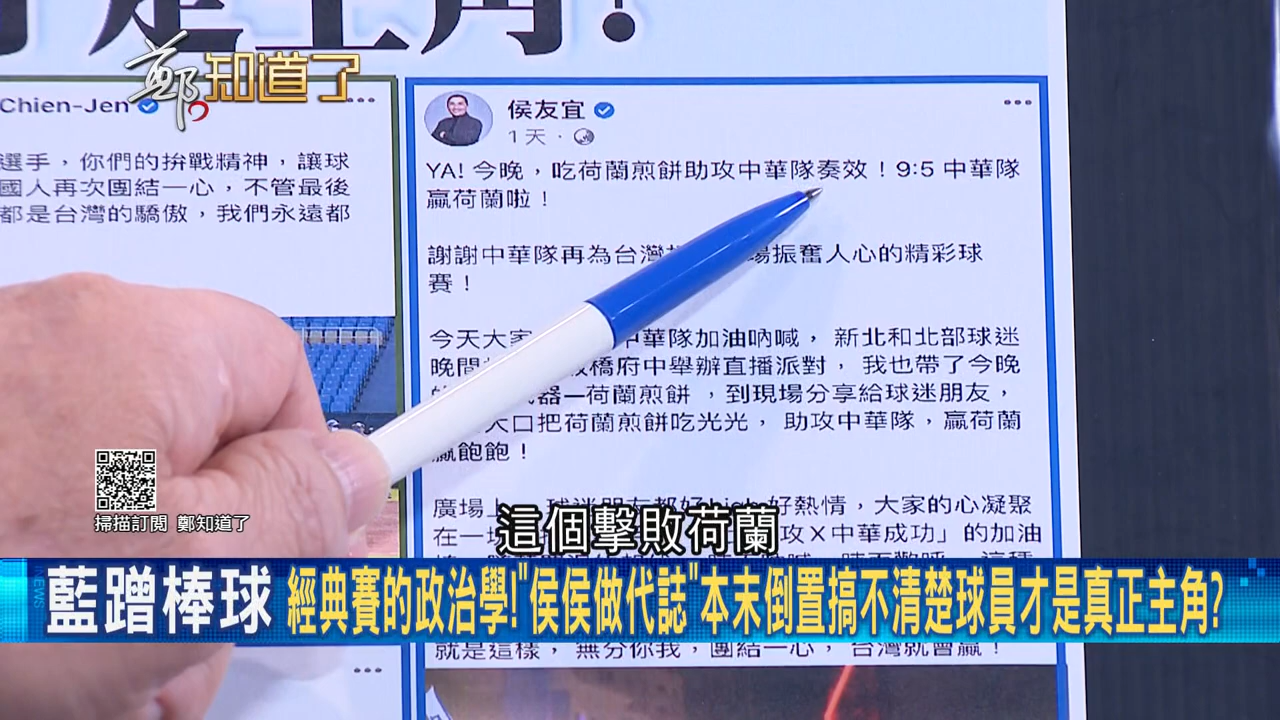 才是主角!
鄭知道了
Chien-Jen
選手，你們的拚戰精神，讓球
國人再次團結一心，不管最後
都是台灣的驕傲，我們永遠都
侯友宜
1 天 ·
YA! 今晚，吃荷蘭煎餅助攻中華隊奏效！9:5 中華隊
贏荷蘭啦！
謝謝中華隊再為台灣 場振奮人心的精彩球
賽！
今天大家 中華隊加油吶喊， 新北和北部球迷
晚間 板橋府中舉辦直播派對， 我也帶了今晚
的 武器—荷蘭煎餅 ，到現場分享給球迷朋友，
大口把荷蘭煎餅吃光光， 助攻中華隊，贏荷蘭
贏飽飽！
廣場上， 球迷朋友都好 high 好熱情，大家的心凝聚
在一 攻X中華成功」的加油
這個擊敗荷蘭
掃描訂閱 鄭知道了
NEWS
藍蹭棒球 經典賽的政治學!"侯侯做代誌"本末倒置搞不清楚球員才是真正主角?
就是這樣， 無分你我，團結一心， 台灣就會贏！